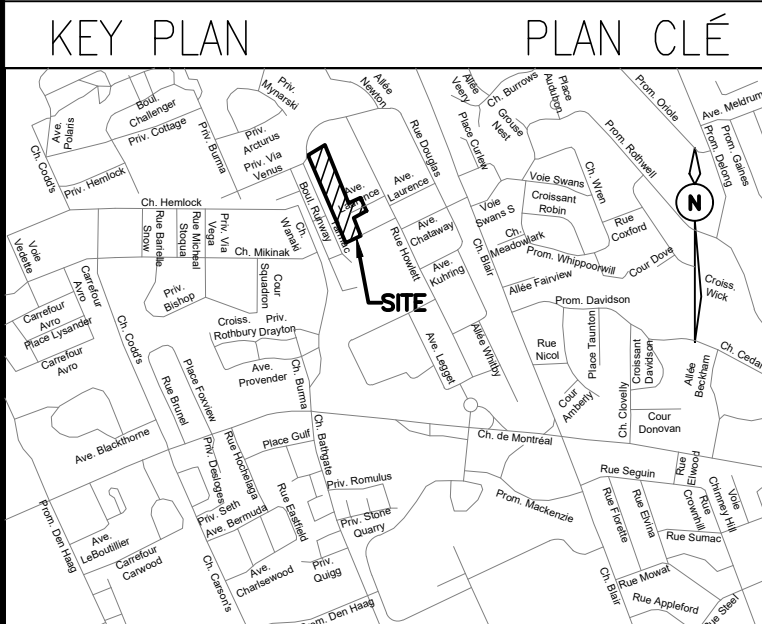 KEY PLAN
PLAN CLÉ
Ave.
Polaris
Boul.
Challenger
Priv. Cottage
Priv. Burma
Priv.
Mynarski
Priv.
Arcturus
Priv. Via
Venus
Allée
Newton
Allée
Veery
Ch. Burrows
Place
Audubon
Grouse
Nest
Place Curlew
Prom. Oriole
Ave. Meldrum
Prom. Delong
Prom. Gaines
Prom. Rothwell
Ch. Codd's
Priv. Hemlock
Rue Douglas
Ave.
Laurence
Ave.
Boul. Runway
Ch.
Wanaki
Voie Swans
Croissant
Robin
Ch. Wren
Rue
Coxford
Cour Dove
N
Ch. Hemlock
Rue Barielle
Snow
Rue Micheal
Stoqua
Priv. Via
Vega
Ch. Mikinak
Voie
Vedette
Voie
Swans S
Ch.
Meadowlark
Ch. Blair
Prom. Whippoorwill
Allée Fairview
Prom. Davidson
Croiss.
Wick
Ave.
Chataway
Ave.
Kuhring
Rue Howlett
SITE
Carrefour
Avro
Carrefour
Avro
Place Lysander
Carrefour
Avro
Priv.
Bishop
Cour
Squadron
Croiss.
Rothbury
Priv.
Drayton
Ch. Codd's
Ave.
Provender
Ch. Burma
Ave. Legget
Allée Whitby
Rue
Nicol
Place Taunton
Croissant
Davidson
Allée
Beckham
Ch. Cedar
Cour
Amberly
Ch. Clovelly
Cour
Donovan
Rue Brunel
Place Foxview
Ave. Blackthorne
Place Gulf
Ch. Bathgate
Ch. de Montréal
Rue Seguin
Rue
Elwood
Priv. Desloges
Rue Hochelaga
Priv. Seth
Ave. Bermuda
Rue Eastfield
Priv. Romulus
Priv. Stone
Quarry
Prom. Mackenzie
Rue Florette
Rue Elvina
Rue
Crownhill
Voie
Chimney Hill
Rue Sumac
Prom. Den Haag
Ave.
LeBoutillier
Carrefour
Carwood
Ch. Carson's
Ave.
Charlsewood
Priv.
Quigg
Prom. Den Haag
Ch. Blair
Rue Mowat
Rue Appleford
Rue Steel